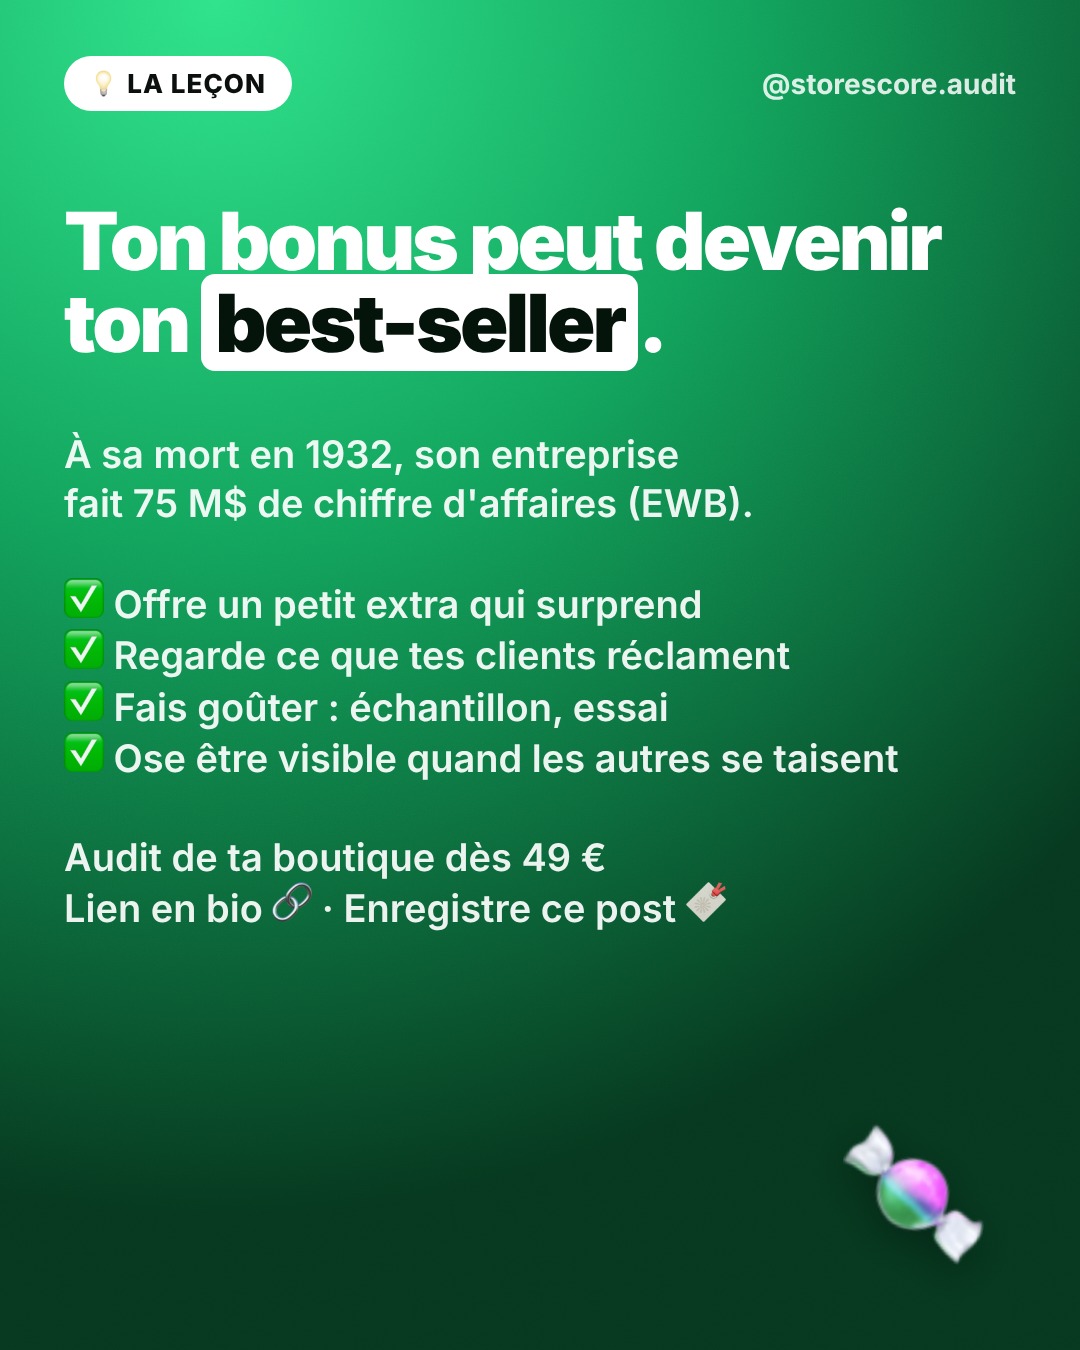 💡 LA LEÇON
@storescore.audit
Ton bonus peut devenir
ton best-seller.
À sa mort en 1932, son entreprise
fait 75 M$ de chiffre d'affaires (EWB).
✅ Offre un petit extra qui surprend
✅ Regarde ce que tes clients réclament
✅ Fais goûter : échantillon, essai
✅ Ose être visible quand les autres se taisent
Audit de ta boutique dès 49 €
Lien en bio 🔗 · Enregistre ce post 🔖